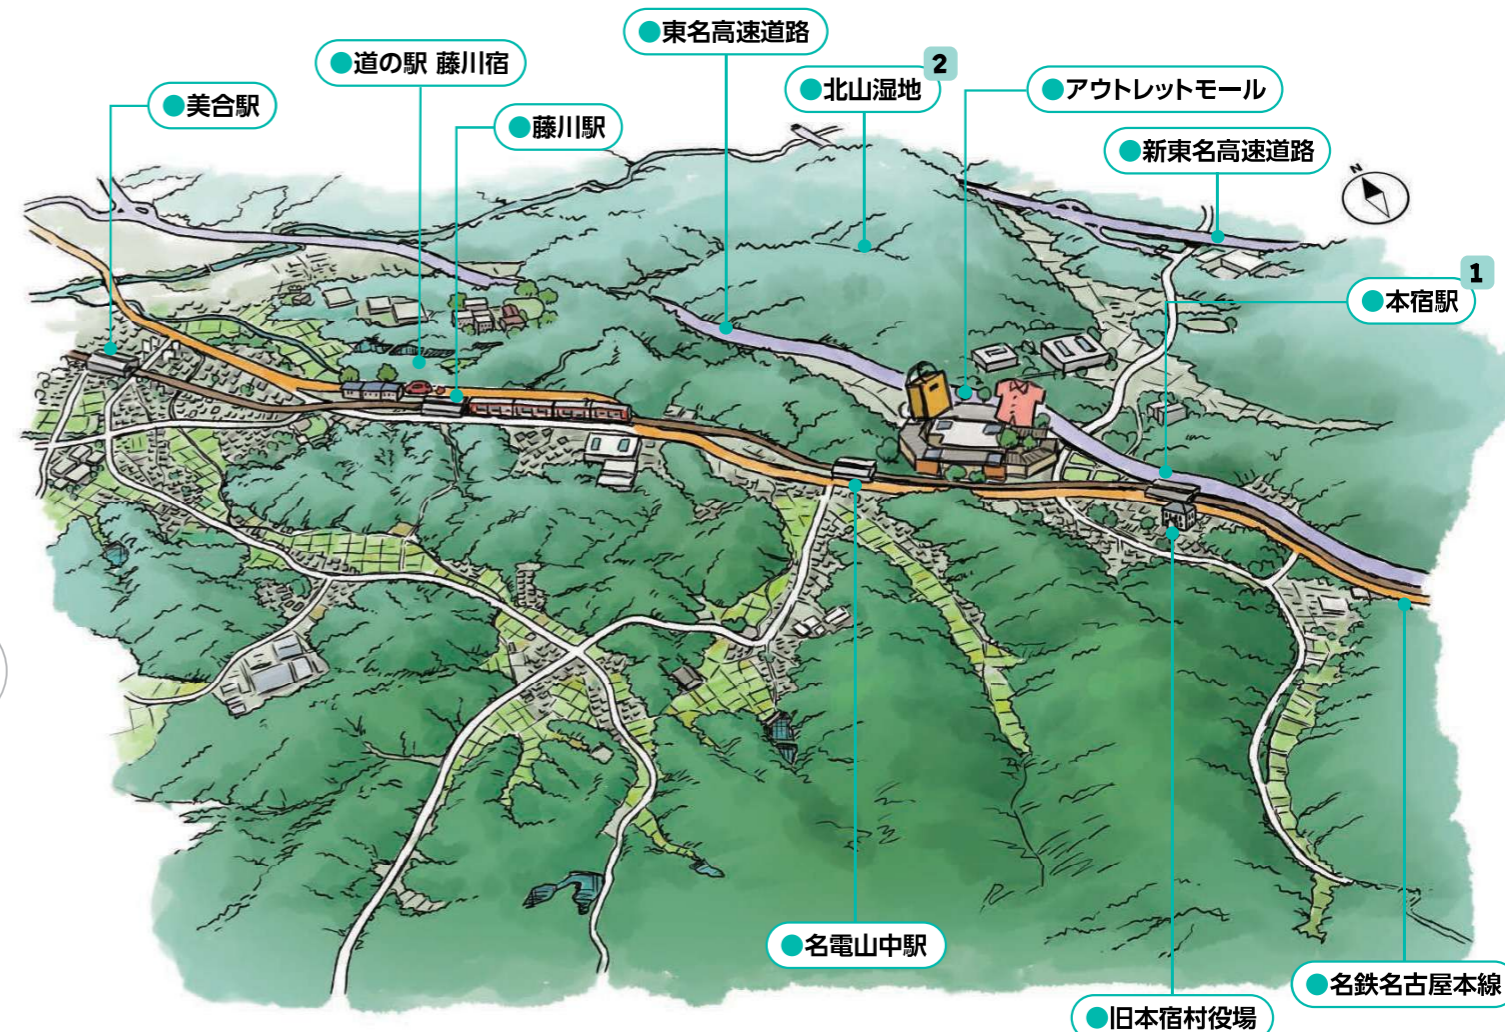 東名高速道路
道の駅 藤川宿
2
北山湿地
アウトレットモール
美合駅
藤川駅
新東名高速道路
N
1
本宿駅
名電山中駅
名鉄名古屋本線
旧本宿村役場